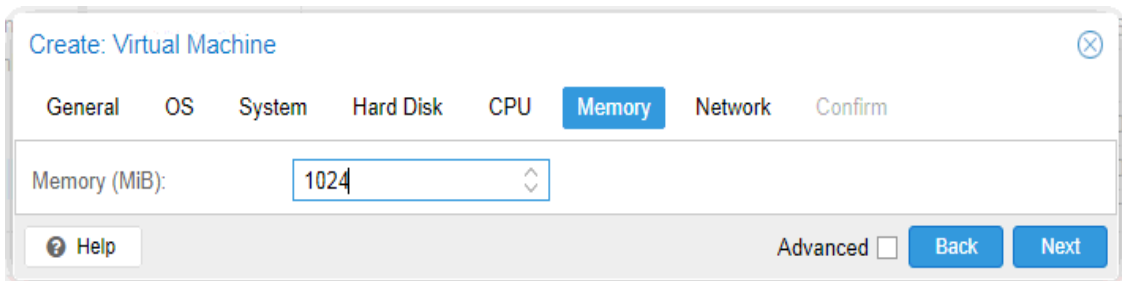 Create: Virtual Machine
General OS System Hard Disk CPU Memory Network Confirm
Memory (MiB): 1024
Help Advanced Back Next